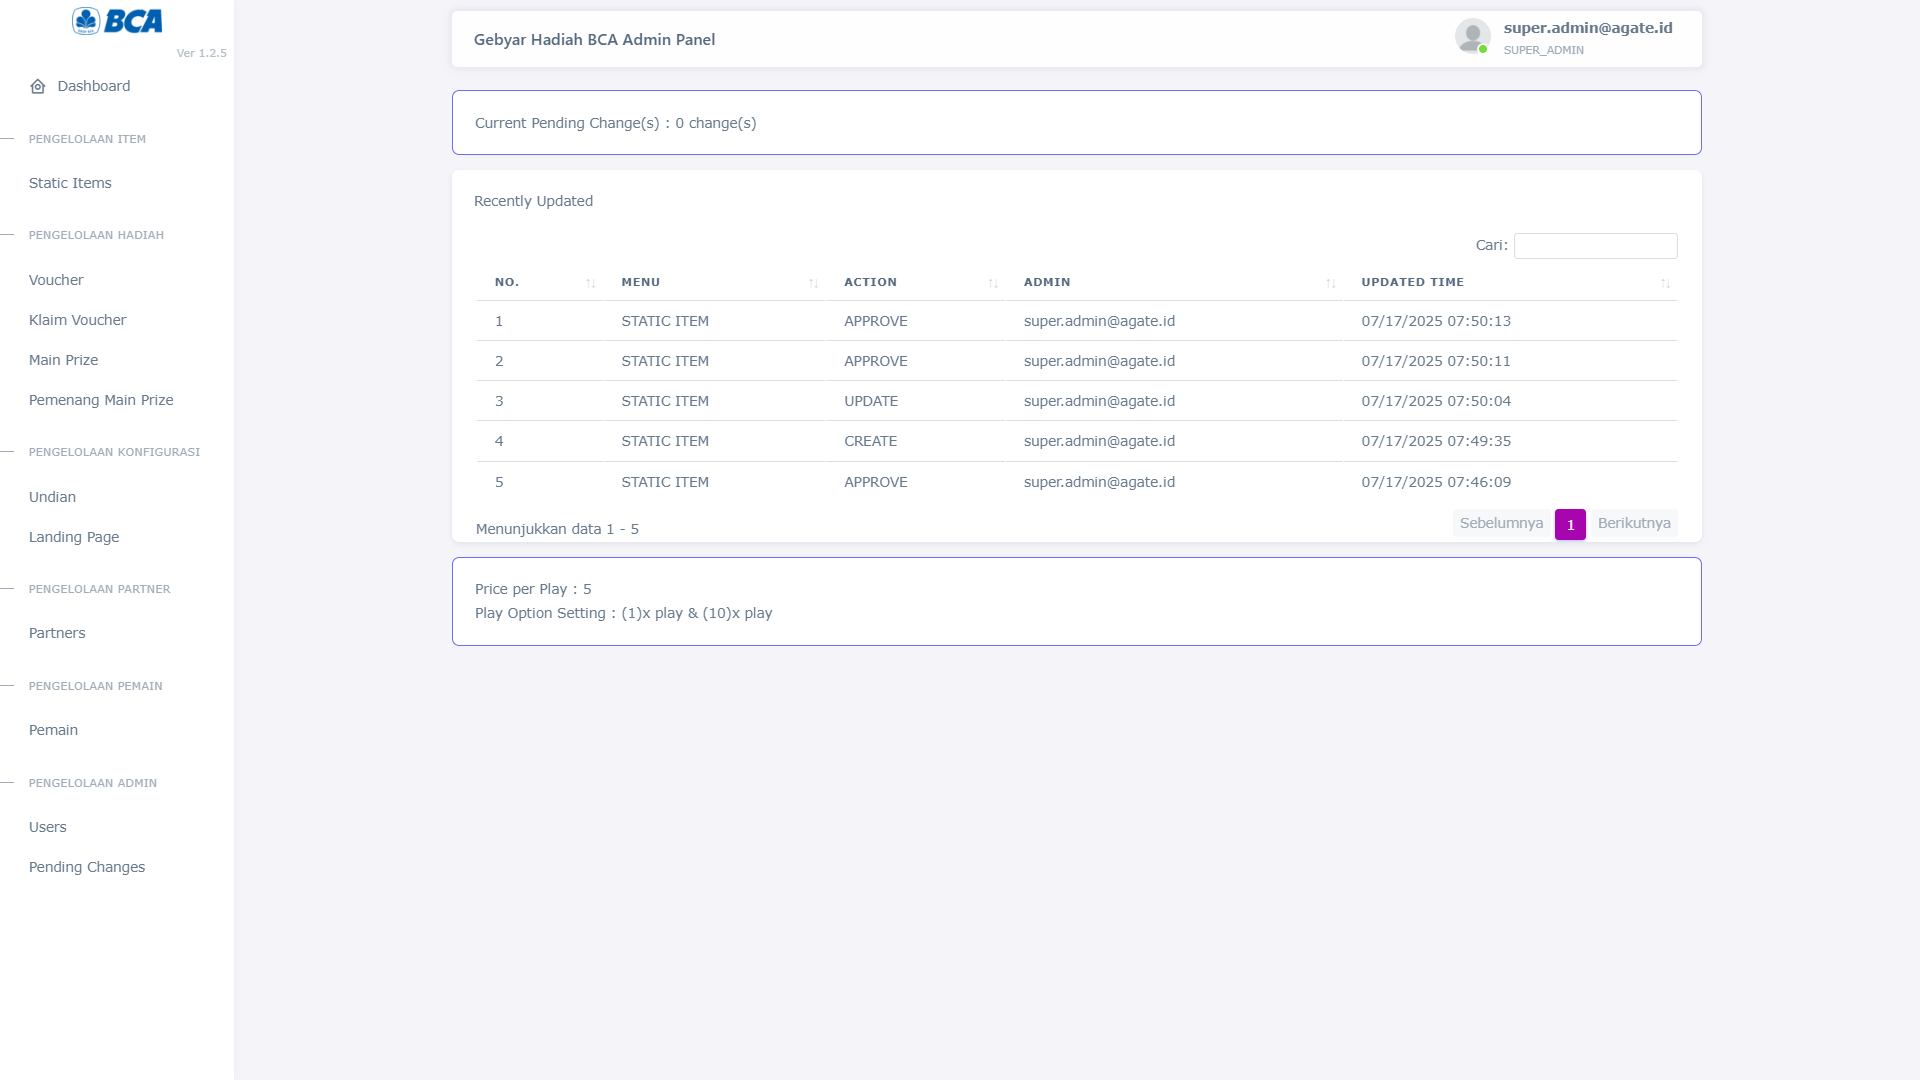 BCA
Ver 1.2.5
Dashboard
PENGELOLAAN ITEM
Static Items
PENGELOLAAN HADIAH
Voucher
Klaim Voucher
Main Prize
Pemenang Main Prize
PENGELOLAAN KONFIGURASI
Undian
Landing Page
PENGELOLAAN PARTNER
Partners
PENGELOLAAN PEMAIN
Pemain
PENGELOLAAN ADMIN
Users
Pending Changes
Gebyar Hadiah BCA Admin Panel
super.admin@agate.id
SUPER_ADMIN
Current Pending Change(s) : 0 change(s)
Recently Updated
Cari:
NO. MENU ACTION ADMIN UPDATED TIME
1 STATIC ITEM APPROVE super.admin@agate.id 07/17/2025 07:50:13
2 STATIC ITEM APPROVE super.admin@agate.id 07/17/2025 07:50:11
3 STATIC ITEM UPDATE super.admin@agate.id 07/17/2025 07:50:04
4 STATIC ITEM CREATE super.admin@agate.id 07/17/2025 07:49:35
5 STATIC ITEM APPROVE super.admin@agate.id 07/17/2025 07:46:09
Menunjukkan data 1 - 5
Sebelumnya 1 Berikutnya
Price per Play : 5
Play Option Setting : (1)x play & (10)x play